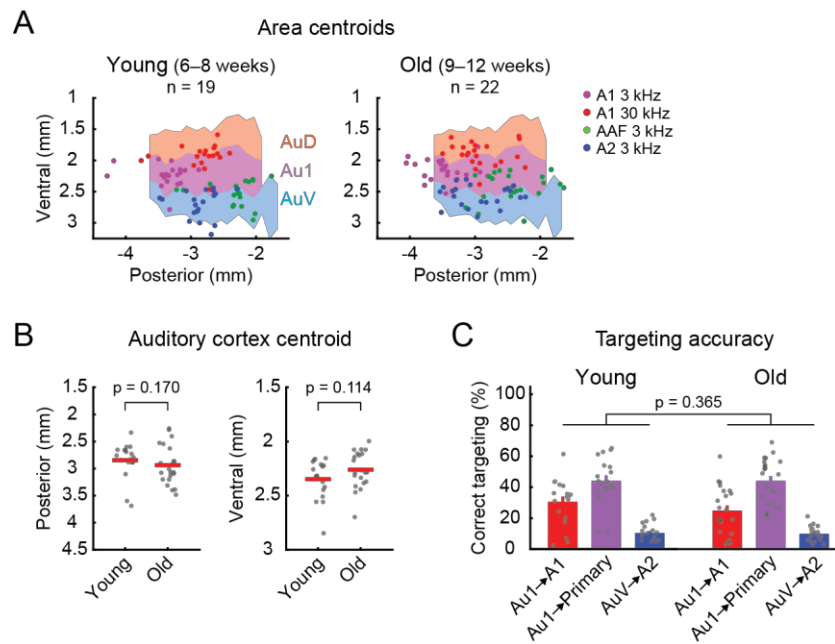 A
Area centroids
Young (6–8 weeks)
n = 19
Old (9–12 weeks)
n = 22
A1 3 kHz
A1 30 kHz
AAF 3 kHz
A2 3 kHz
Ventral (mm)
1
1.5
2
2.5
3
AuD
Au1
AuV
-4 -3 -2
Posterior (mm)
1
1.5
2
2.5
3
-4 -3 -2
Posterior (mm)
B
Auditory cortex centroid
Posterior (mm)
1.5
2
2.5
3
3.5
4
4.5
p = 0.170
Young Old
Ventral (mm)
1.5
2
2.5
3
p = 0.114
Young Old
C
Targeting accuracy
Young Old
p = 0.365
Correct targeting (%)
100
80
60
40
20
0
Au1→A1
Au1→Primary
AuV→A2
Au1→A1
Au1→Primary
AuV→A2